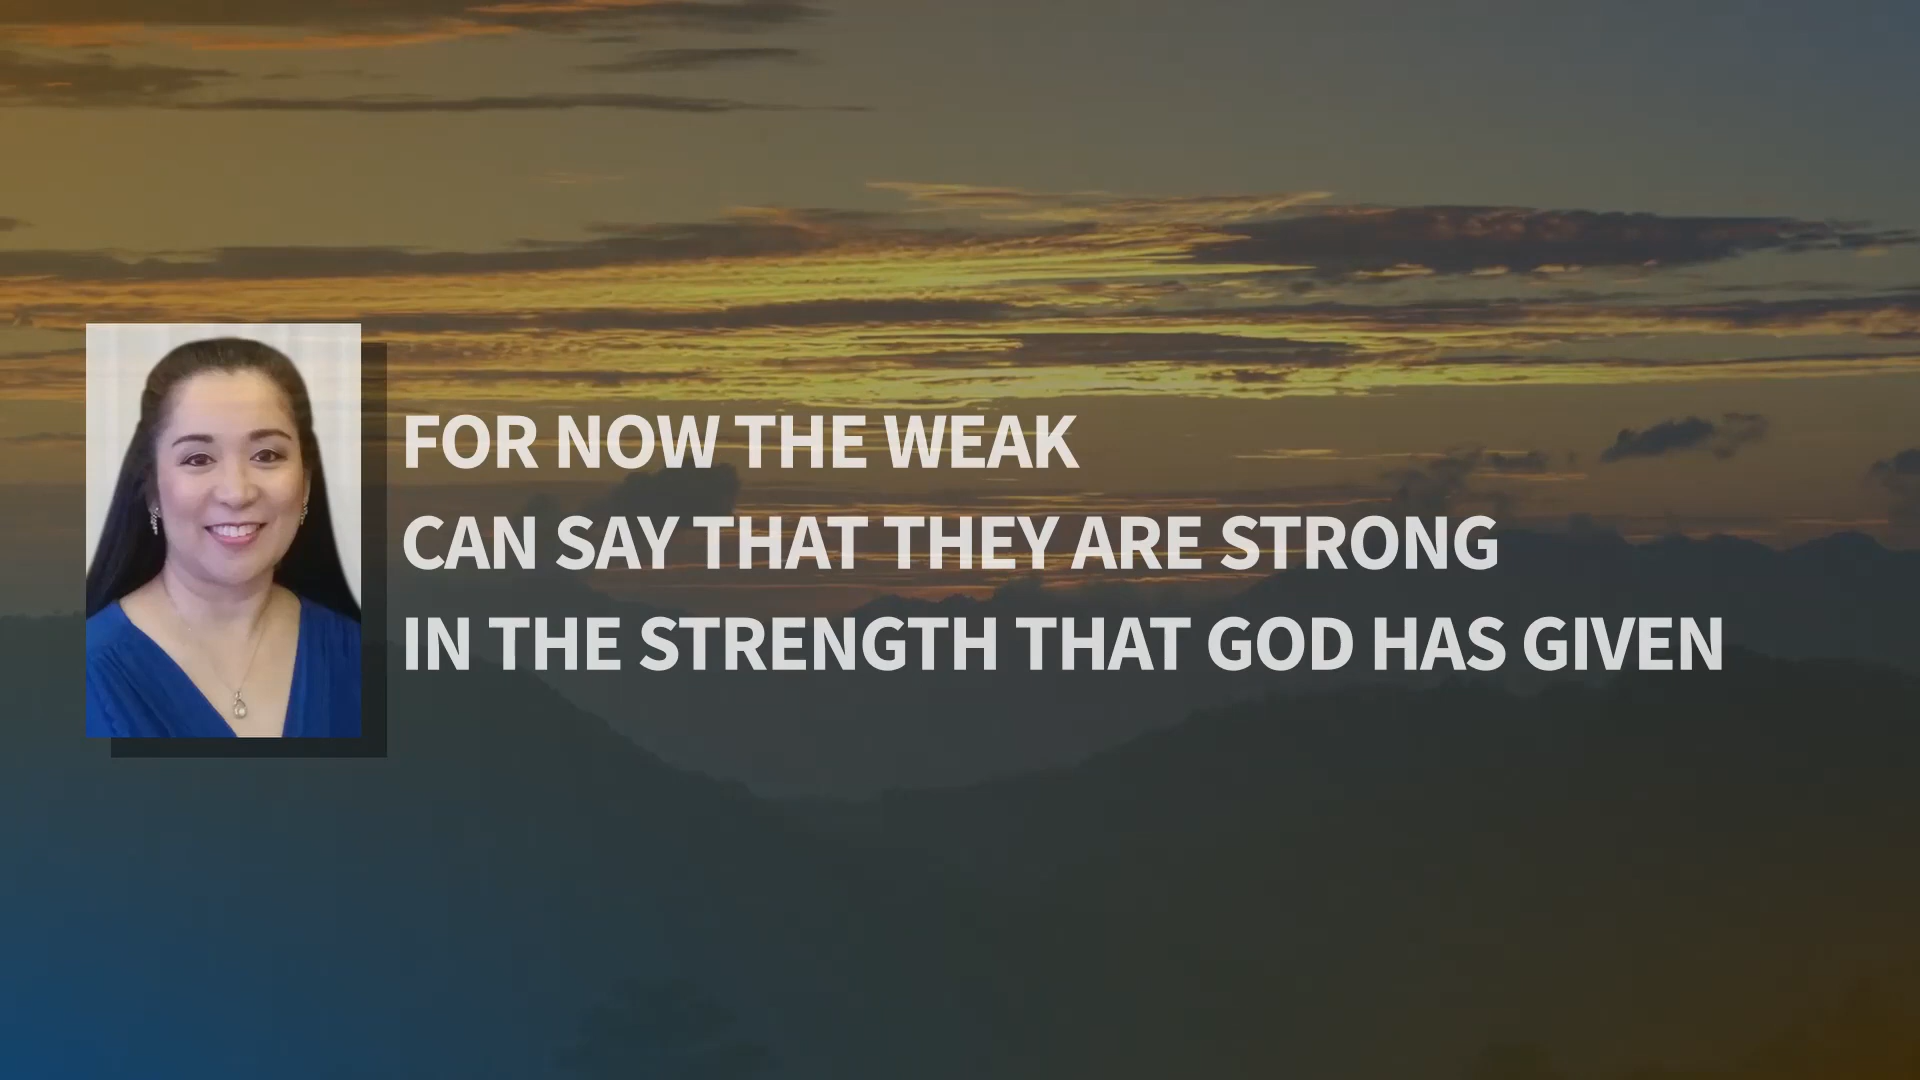 FOR NOW THE WEAK
CAN SAY THAT THEY ARE STRONG
IN THE STRENGTH THAT GOD HAS GIVEN